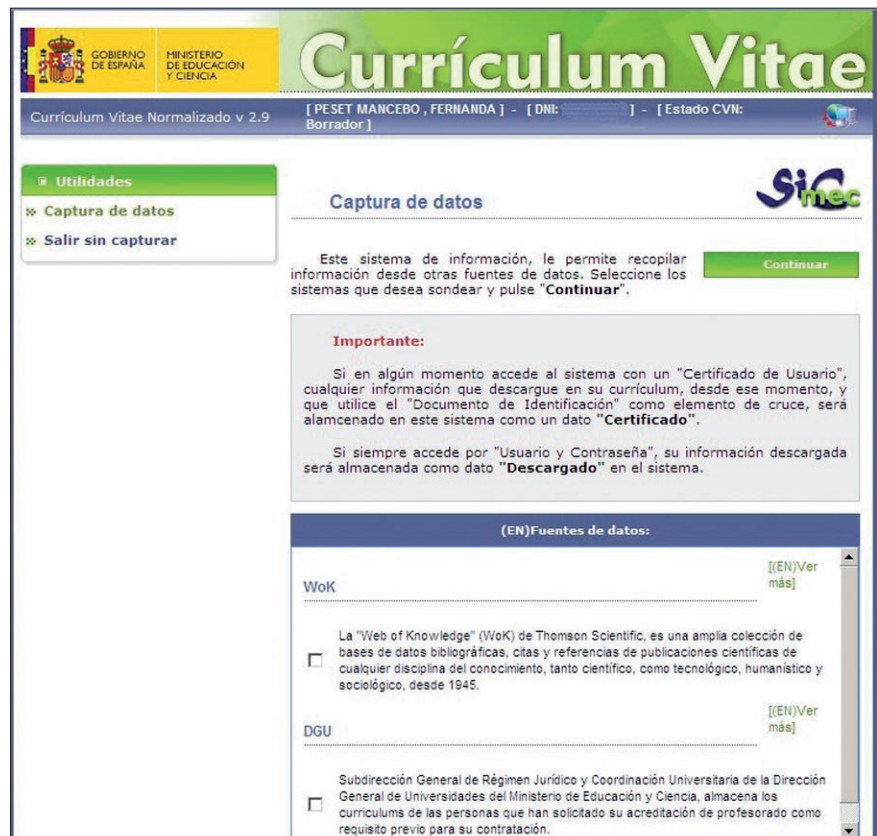 GOBIERNO
DE ESPAÑA
MINISTERIO
DE EDUCACIÓN
Y CIENCIA
Currículum Vitae
Currículum Vitae Normalizado v 2.9
[ PESET MANCEBO , FERNANDA ] - [ DNI: ] - [ Estado CVN:
Borrador ]
Utilidades
» Captura de datos
» Salir sin capturar
Captura de datos
Simec
Este sistema de información, le permite recopilar
información desde otras fuentes de datos. Seleccione los
sistemas que desea sondear y pulse "Continuar".
Continuar
Importante:
Si en algún momento accede al sistema con un "Certificado de Usuario",
cualquier información que descargue en su currículum, desde ese momento, y
que utilice el "Documento de Identificación" como elemento de cruce, será
alamcenado en este sistema como un dato "Certificado".
Si siempre accede por "Usuario y Contraseña", su información descargada
será almacenada como dato "Descargado" en el sistema.
(EN)Fuentes de datos:
WoK
[(EN)Ver
más]
La "Web of Knowledge" (WoK) de Thomson Scientific, es una amplia colección de
bases de datos bibliográficas, citas y referencias de publicaciones científicas de
cualquier disciplina del conocimiento, tanto científico, como tecnológico, humanístico y
sociológico, desde 1945.
DGU
[(EN)Ver
más]
Subdirección General de Régimen Jurídico y Coordinación Universitaria de la Dirección
General de Universidades del Ministerio de Educación y Ciencia, almacena los
curriculums de las personas que han solicitado su acreditación de profesorado como
requisito previo para su contratación.